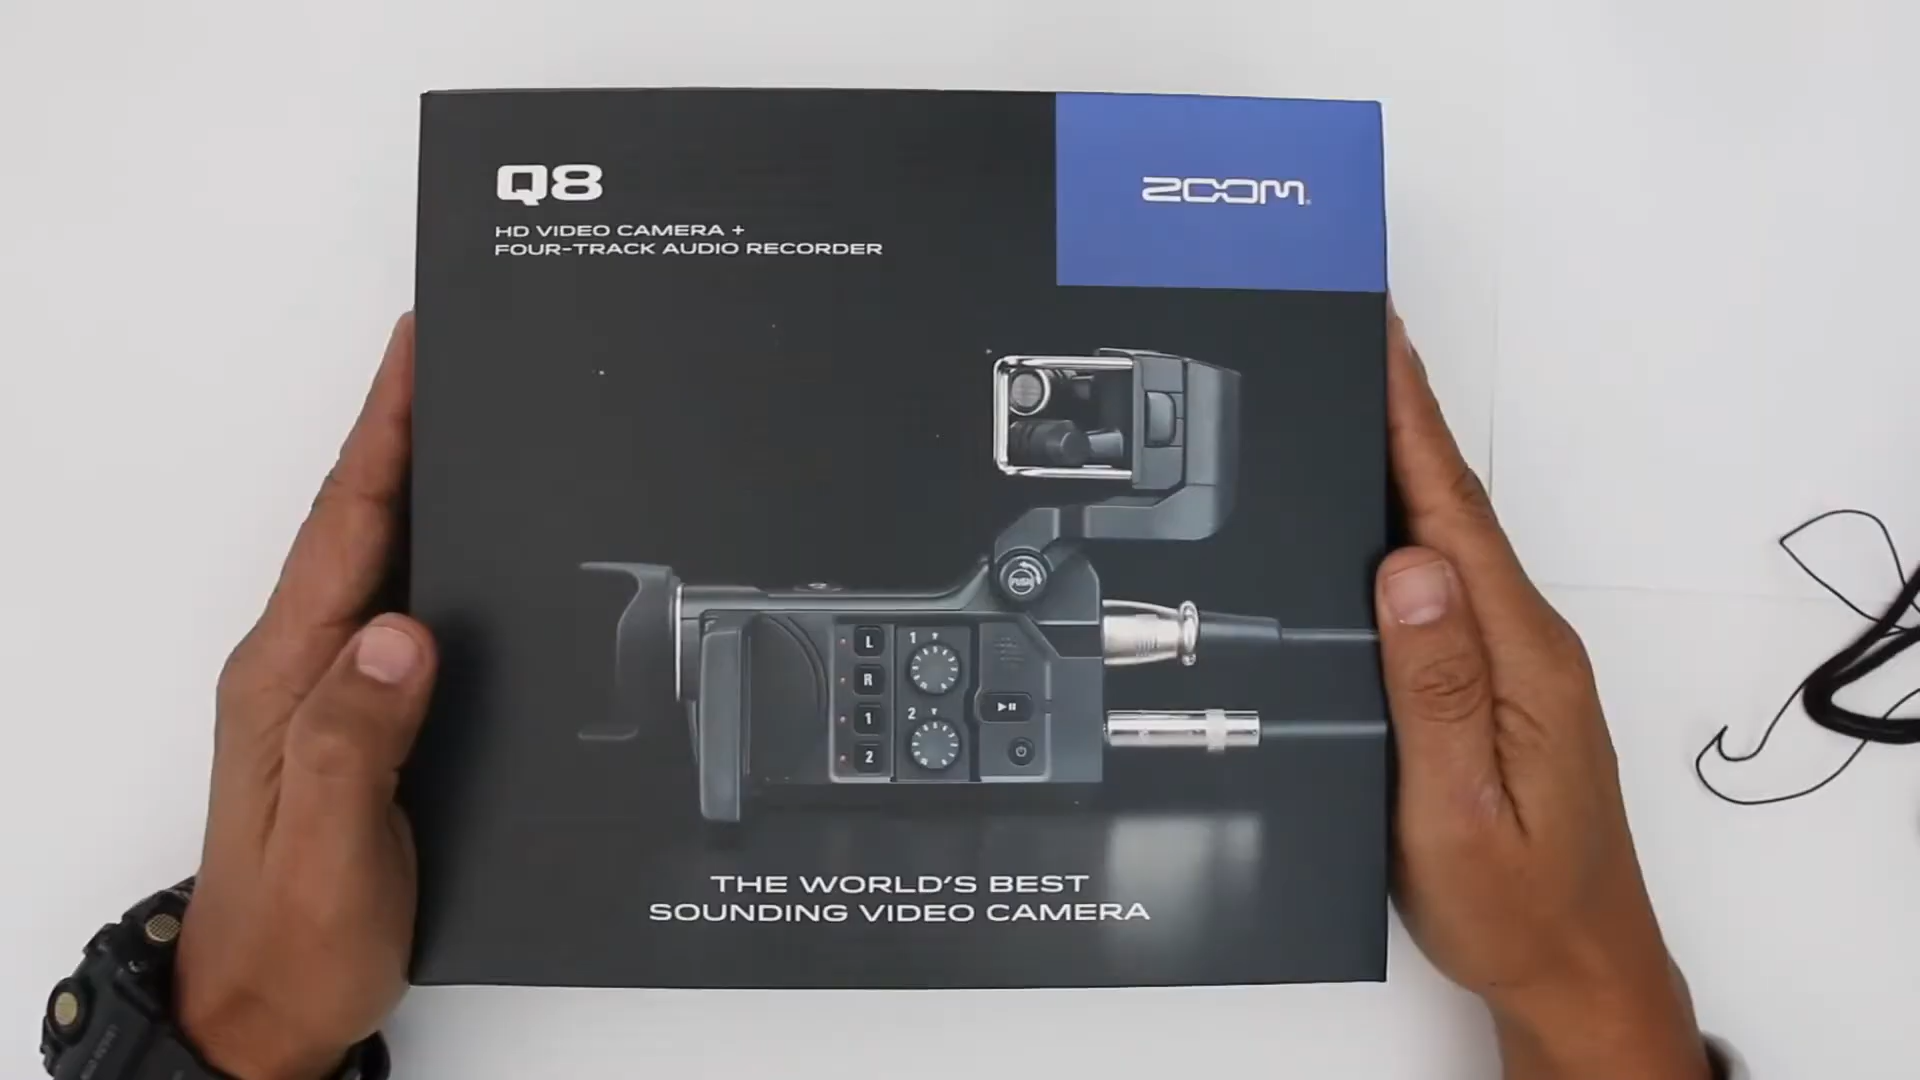 Q8
ZOOM
HD VIDEO CAMERA +
FOUR-TRACK AUDIO RECORDER
PUSH
L
1
R
2
1
2
THE WORLD'S BEST
SOUNDING VIDEO CAMERA